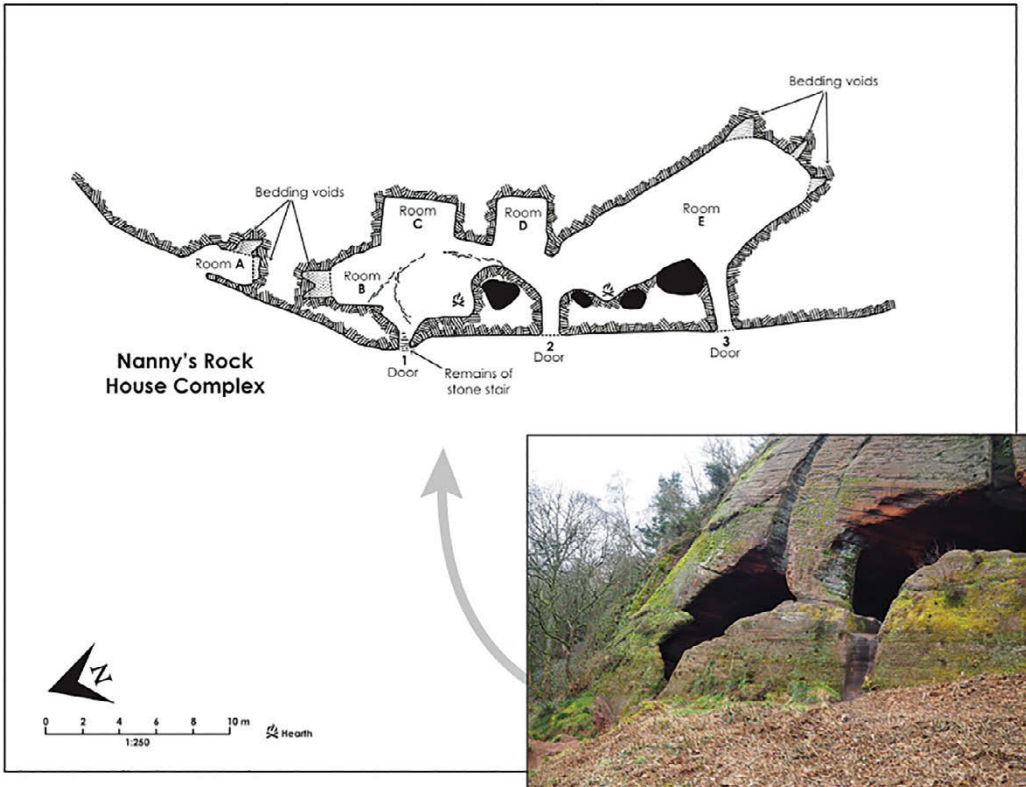 Bedding voids
Bedding voids
Room
C
Room
D
Room
E
Room A
Room
B
1
Door
2
Door
3
Door
Remains of
stone stair
Nanny's Rock
House Complex
N
0 2 4 6 8 10 m
1:250
Hearth